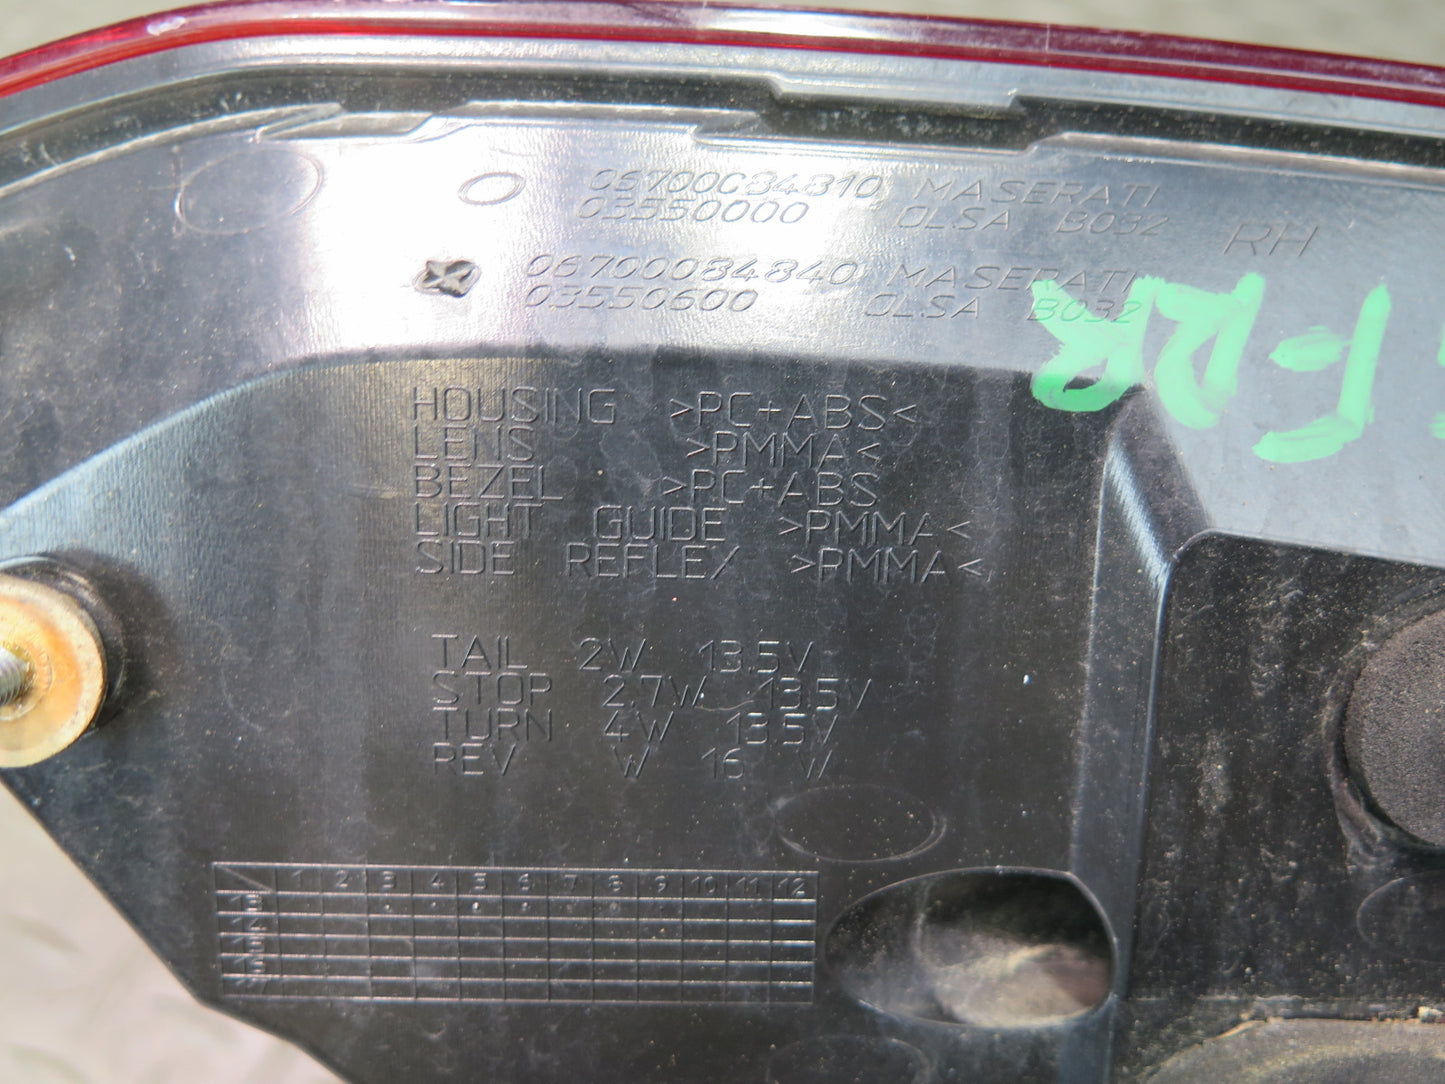 06700084810 MASERATI
03550000 OLSA B032 RH
06700084840 MASERATI
03550600 OLSA B032
FRR
HOUSING >PC+ABS<
LENS >PMMA<
BEZEL >PC+ABS
LIGHT GUIDE >PMMA<
SIDE REFLEX >PMMA<
TAIL 2W 13.5V
STOP 2.7W 13.5V
TURN 4W 13.5V
REV W 16 W
1 2 3 4 5 6 7 8 9 10 11 12